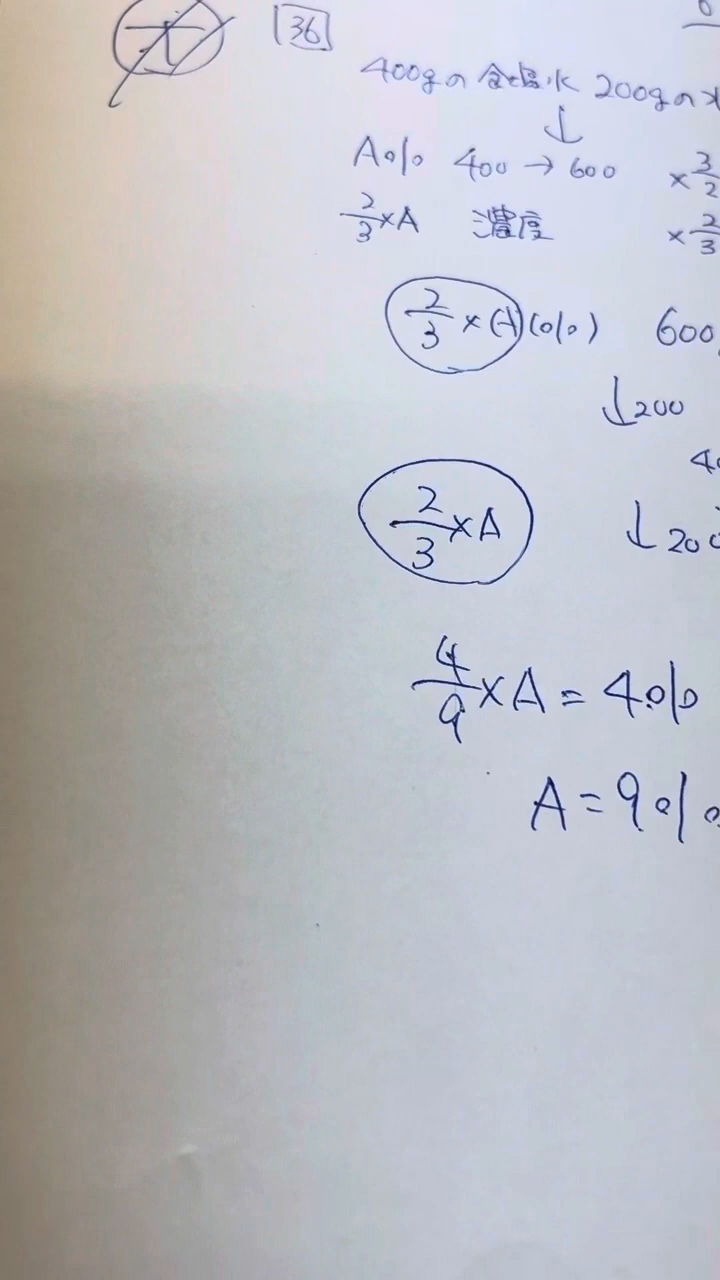 [36]
400gの食塩水 200gの
↓
A% 400 → 600 ×3/2
2/3×A 濃度 ×2/3
2/3×A(%) 600
↓200
2/3×A ↓200
4/9×A=4%
A=9%